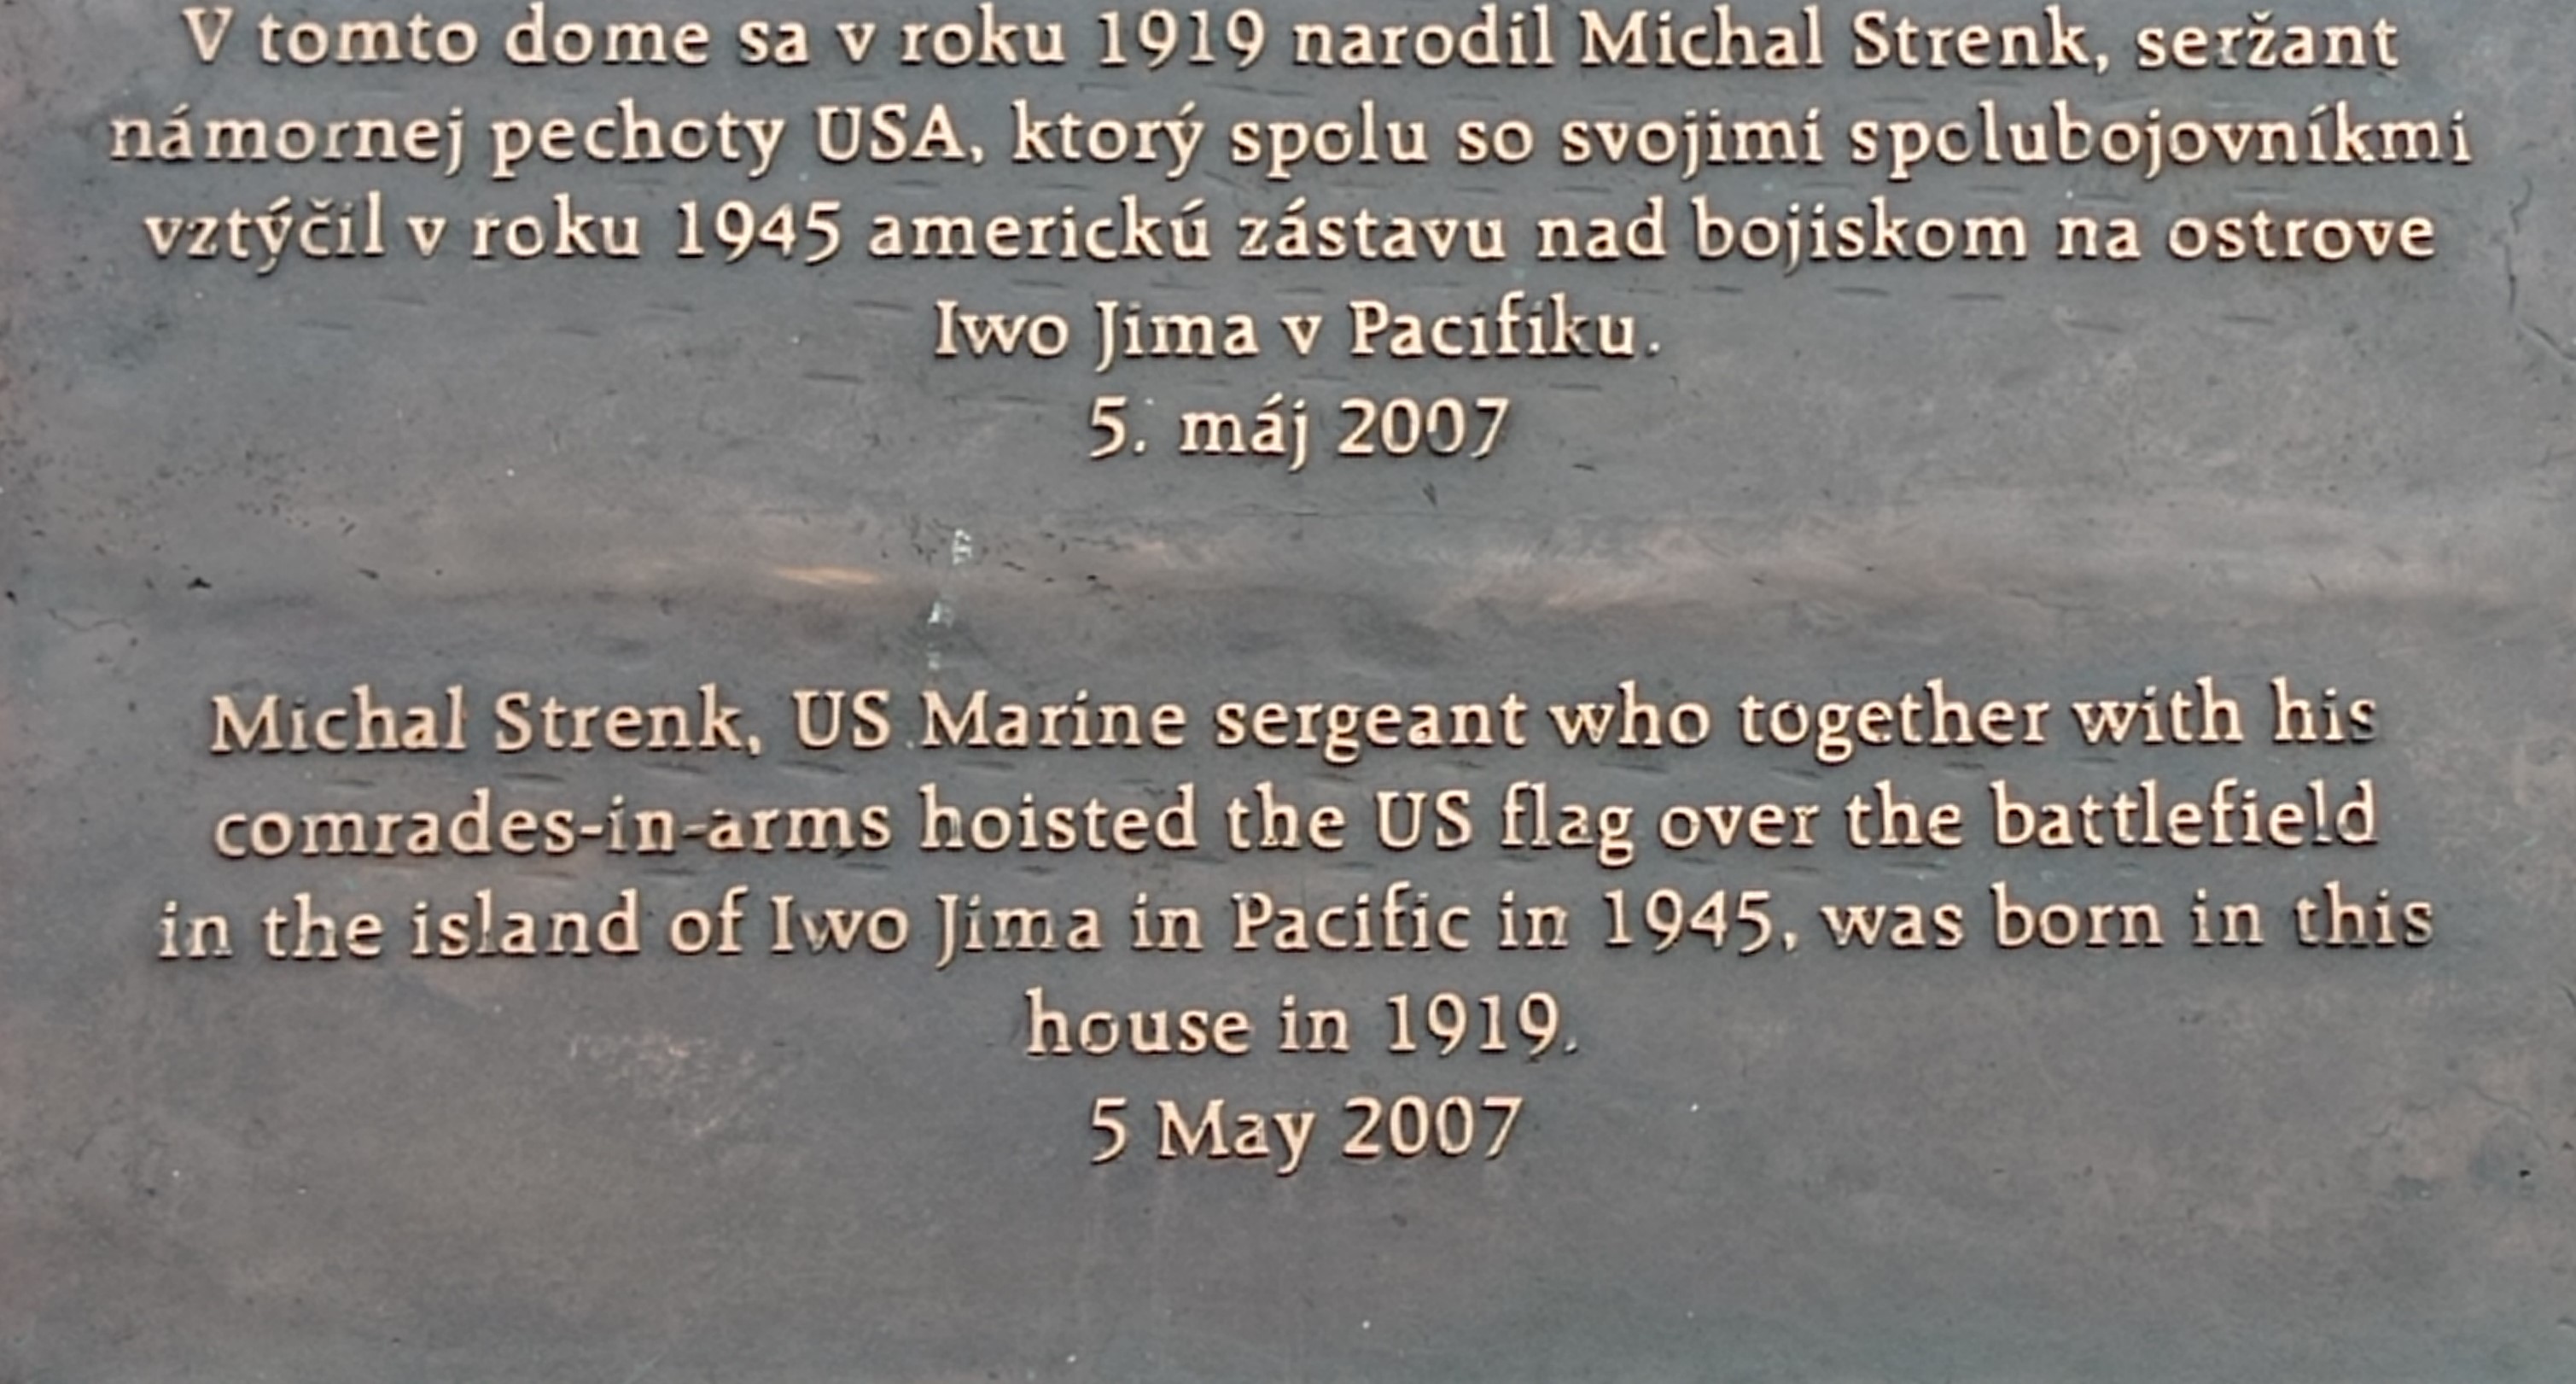 V tomto dome sa v roku 1919 narodil Michal Strenk, seržant
námornej pechoty USA, ktorý spolu so svojimi spolubojovníkmi
vztýčil v roku 1945 americkú zástavu nad bojiskom na ostrove
Iwo Jima v Pacifiku.
5. máj 2007
Michal Strenk, US Marine sergeant who together with his
comrades-in-arms hoisted the US flag over the battlefield
in the island of Iwo Jima in Pacific in 1945, was born in this
house in 1919.
5 May 2007